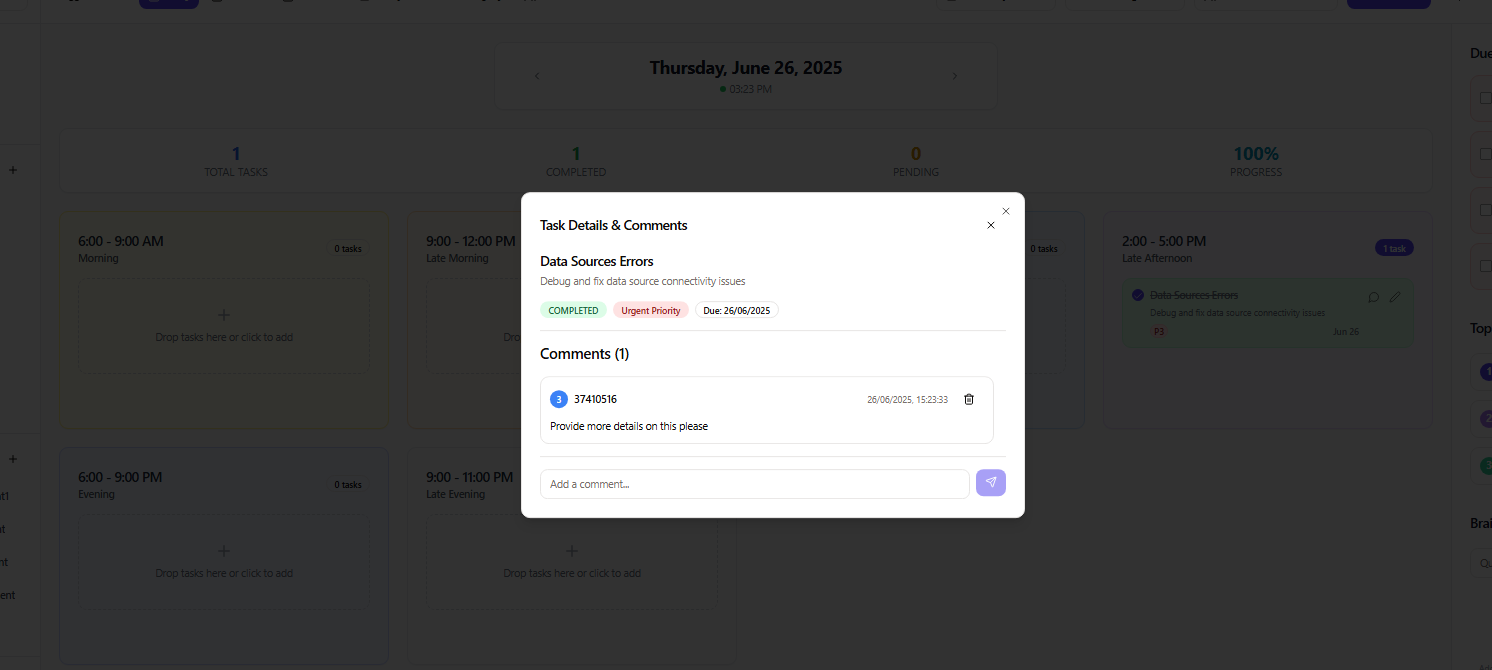 Thursday, June 26, 2025
03:23 PM
1
TOTAL TASKS
1
COMPLETED
0
PENDING
100%
PROGRESS
6:00 - 9:00 AM
Morning
0 tasks
Drop tasks here or click to add
9:00 - 12:00 PM
Late Morning
0 tasks
2:00 - 5:00 PM
Late Afternoon
1 task
Data Sources Errors
Debug and fix data source connectivity issues
P3
Jun 26
6:00 - 9:00 PM
Evening
0 tasks
Drop tasks here or click to add
9:00 - 11:00 PM
Late Evening
Drop tasks here or click to add
Task Details & Comments
Data Sources Errors
Debug and fix data source connectivity issues
COMPLETED
Urgent Priority
Due: 26/06/2025
Comments (1)
3
37410516
26/06/2025, 15:23:33
Provide more details on this please
Add a comment...
Due
Top